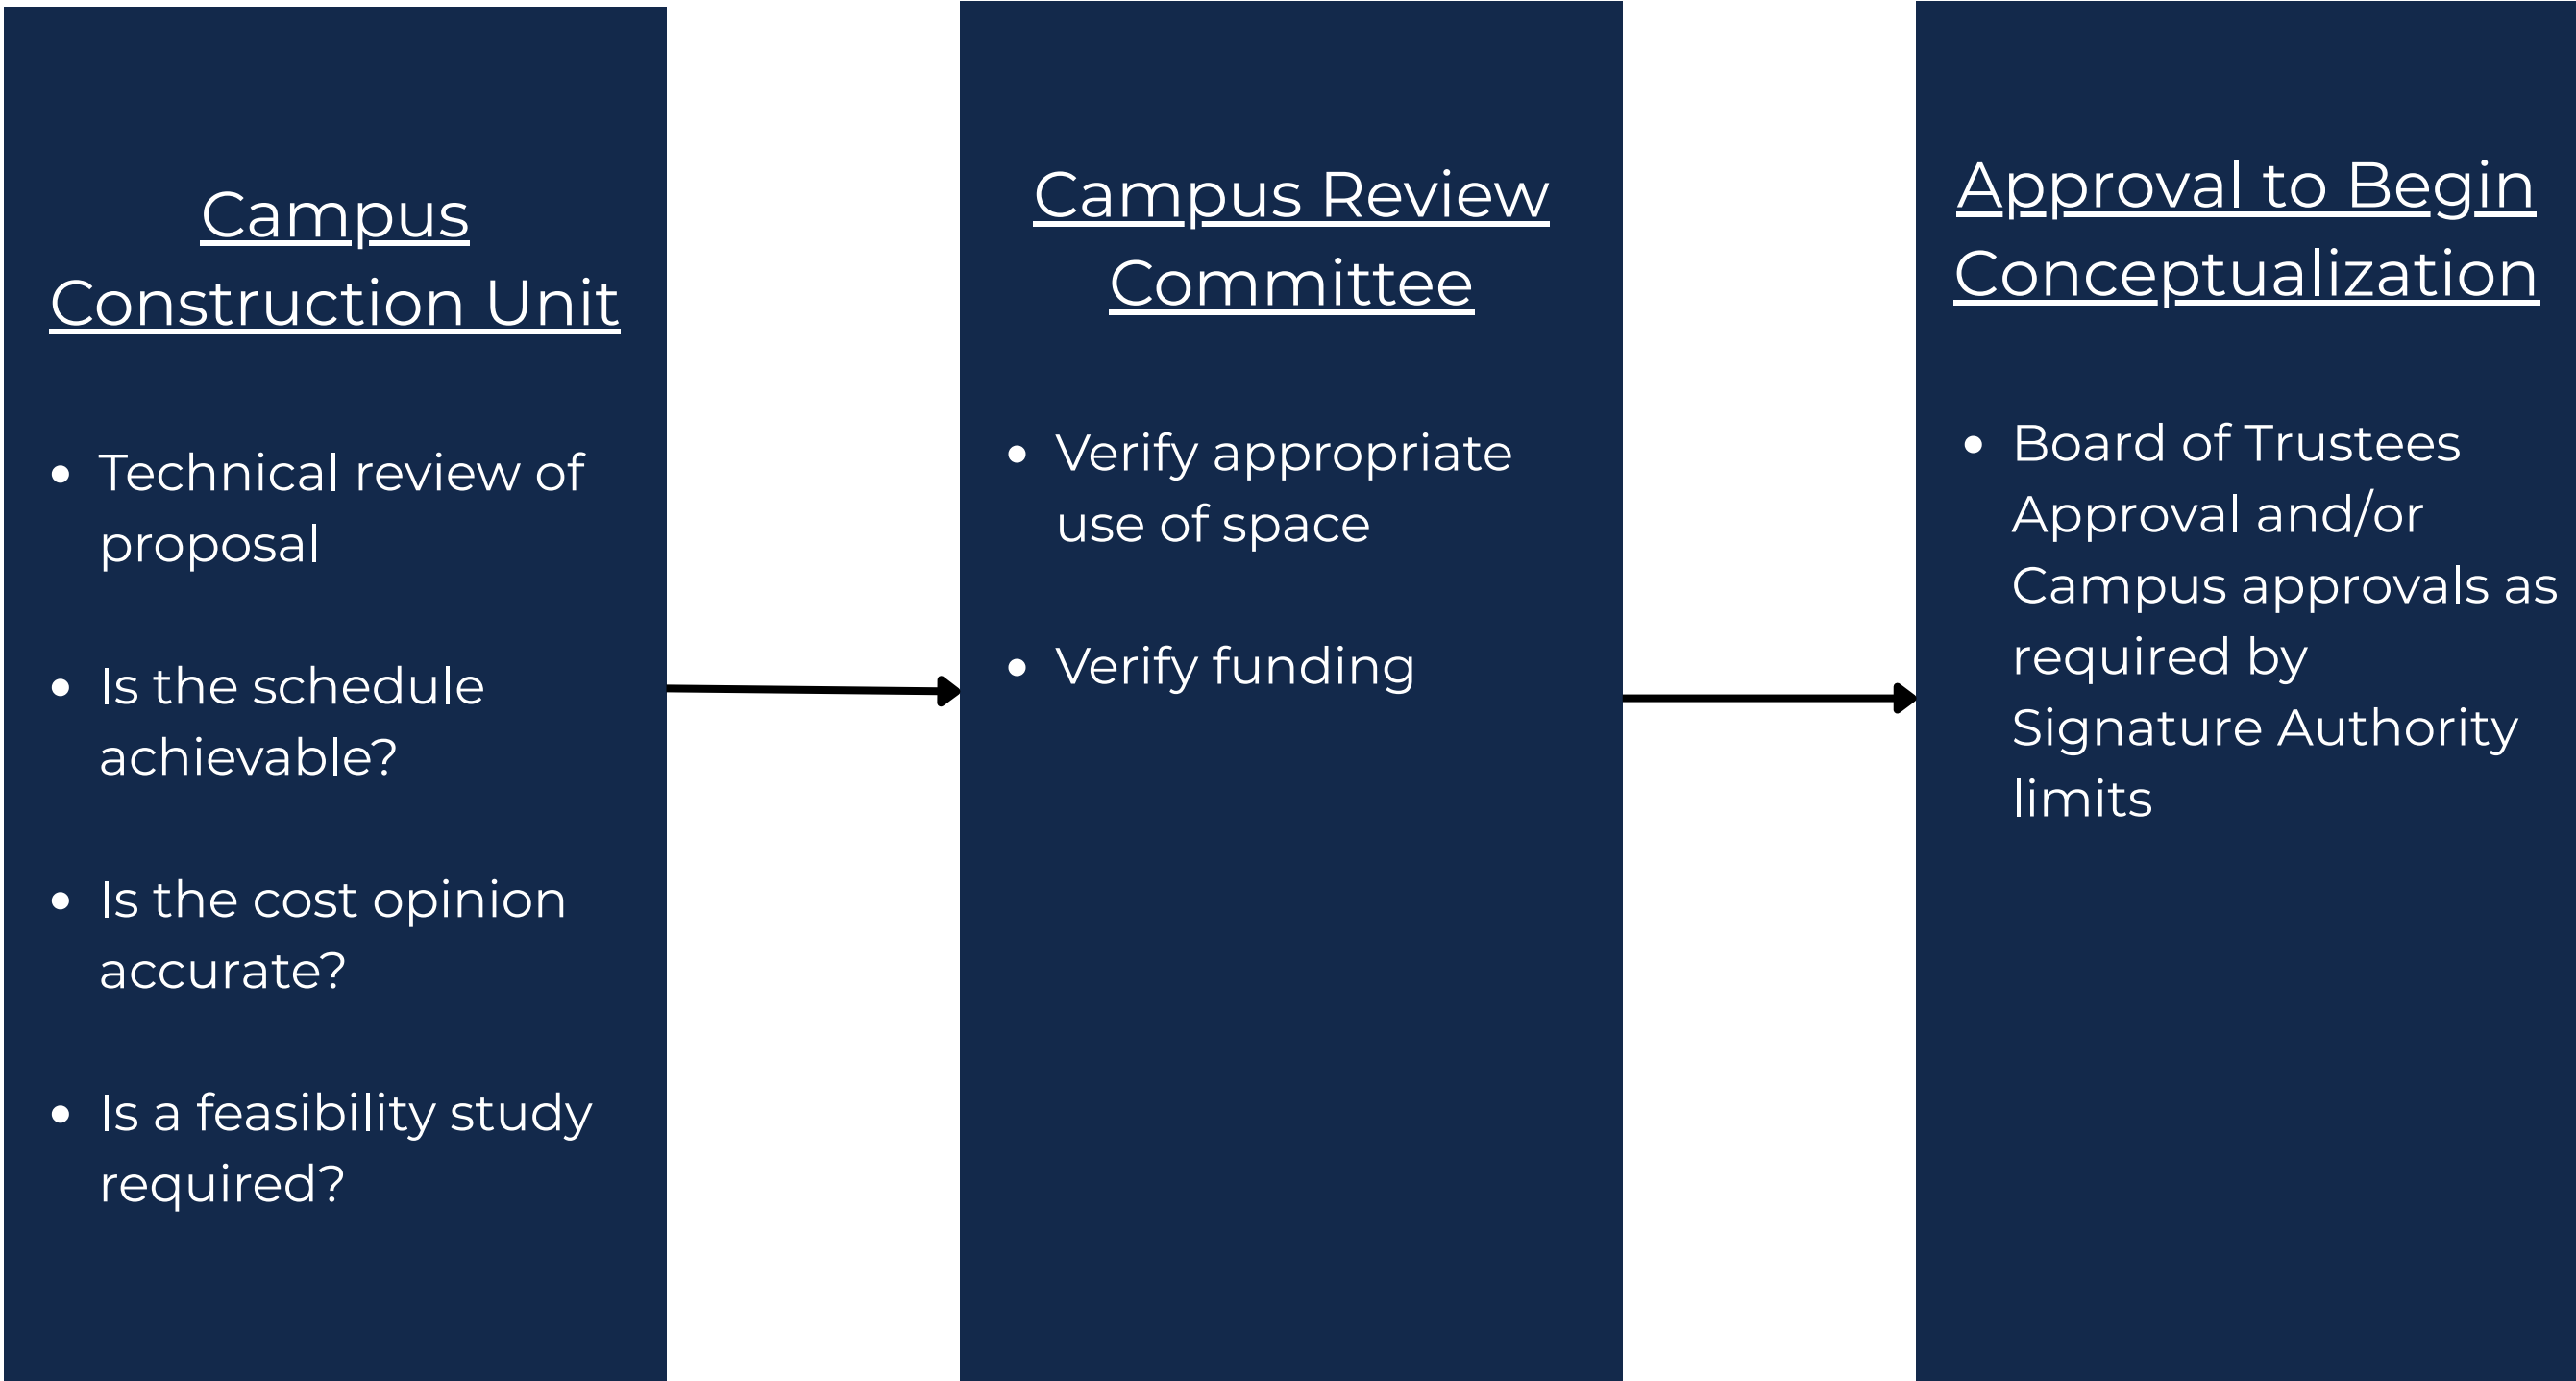 Campus
Construction Unit
• Technical review of
proposal
• Is the schedule
achievable?
• Is the cost opinion
accurate?
• Is a feasibility study
required?
Campus Review
Committee
• Verify appropriate
use of space
• Verify funding
Approval to Begin
Conceptualization
• Board of Trustees
Approval and/or
Campus approvals as
required by
Signature Authority
limits